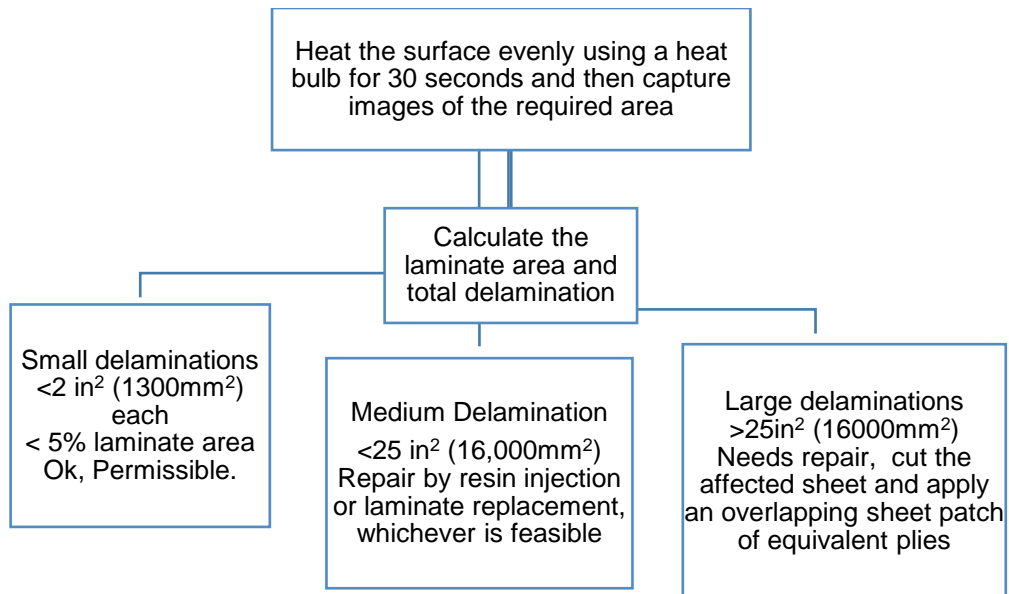 Heat the surface evenly using a heat
bulb for 30 seconds and then capture
images of the required area
Calculate the
laminate area and
total delamination
Small delaminations
<2 in² (1300mm²)
each
< 5% laminate area
Ok, Permissible.
Medium Delamination
<25 in² (16,000mm²)
Repair by resin injection
or laminate replacement,
whichever is feasible
Large delaminations
>25in² (16000mm²)
Needs repair, cut the
affected sheet and apply
an overlapping sheet patch
of equivalent plies